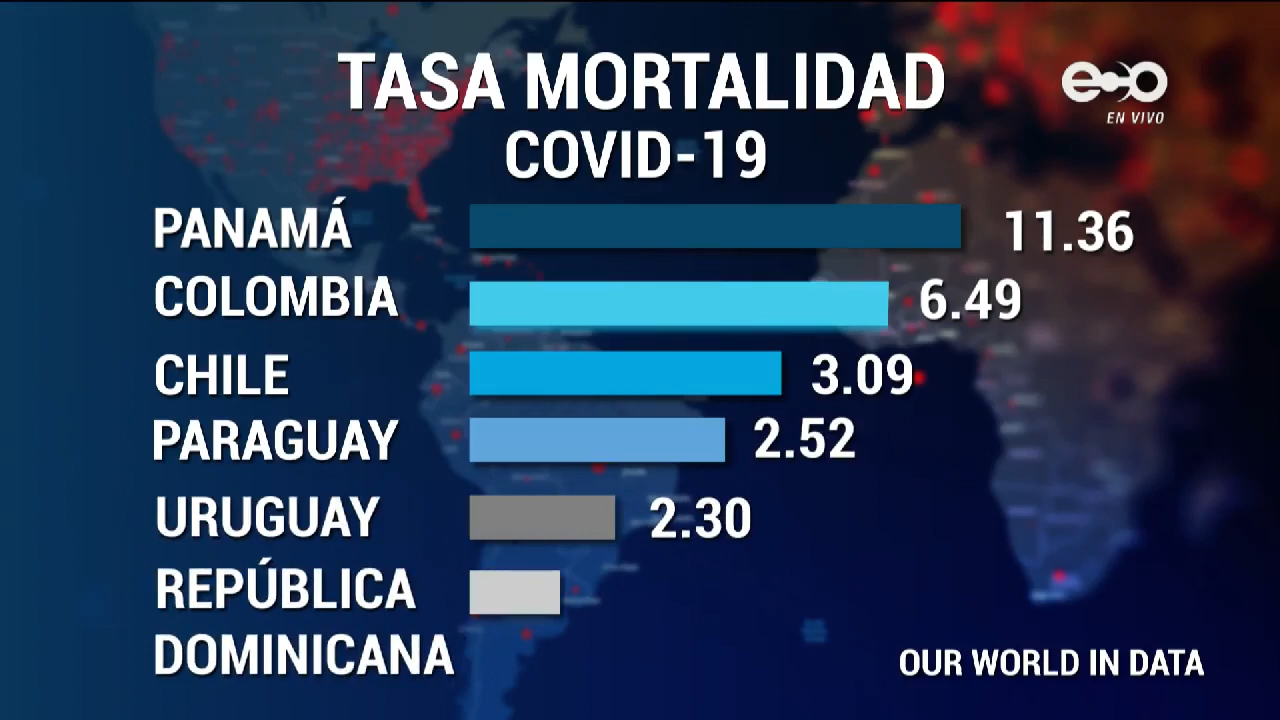 TASA MORTALIDAD
COVID-19
eco
EN VIVO
PANAMÁ 11.36
COLOMBIA 6.49
CHILE 3.09
PARAGUAY 2.52
URUGUAY 2.30
REPÚBLICA
DOMINICANA
OUR WORLD IN DATA